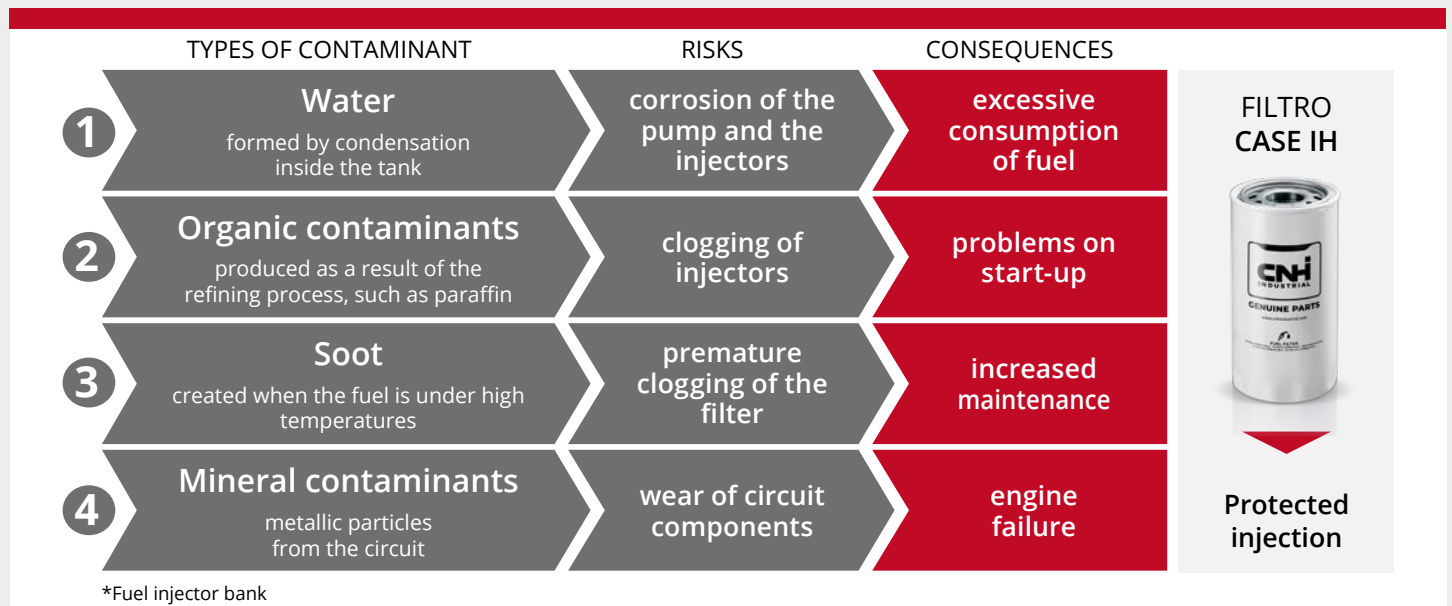 TYPES OF CONTAMINANT
RISKS
CONSEQUENCES
1
Water
formed by condensation
inside the tank
corrosion of the
pump and the
injectors
excessive
consumption
of fuel
2
Organic contaminants
produced as a result of the
refining process, such as paraffin
clogging of
injectors
problems on
start-up
3
Soot
created when the fuel is under high
temperatures
premature
clogging of the
filter
increased
maintenance
4
Mineral contaminants
metallic particles
from the circuit
wear of circuit
components
engine
failure
FILTRO
CASE IH
CNH
INDUSTRIAL
GENUINE PARTS
FUEL FILTER
Protected
injection
*Fuel injector bank